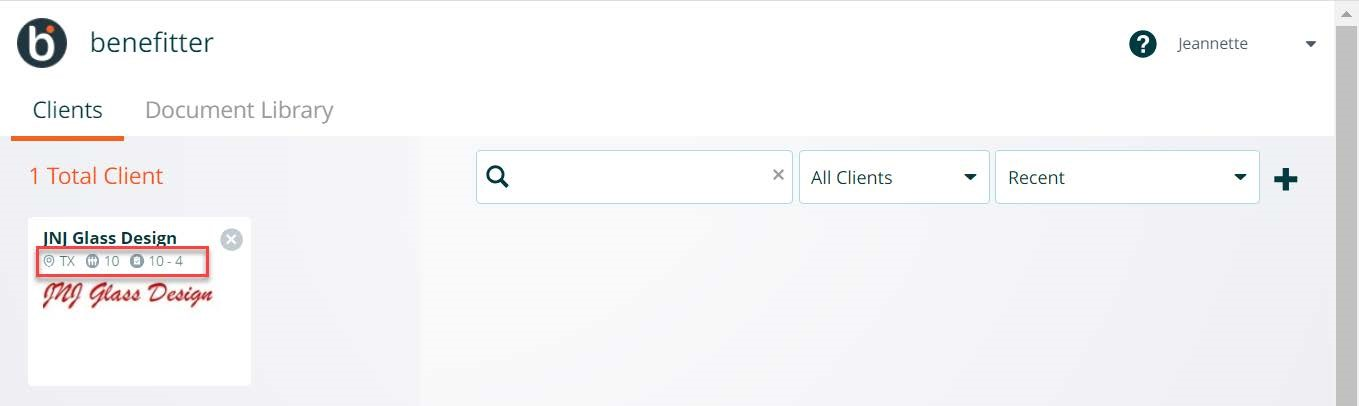 benefitter
Jeannette
Clients
Document Library
1 Total Client
All Clients
Recent
JNJ Glass Design
TX 10 10 - 4
JNJ Glass Design